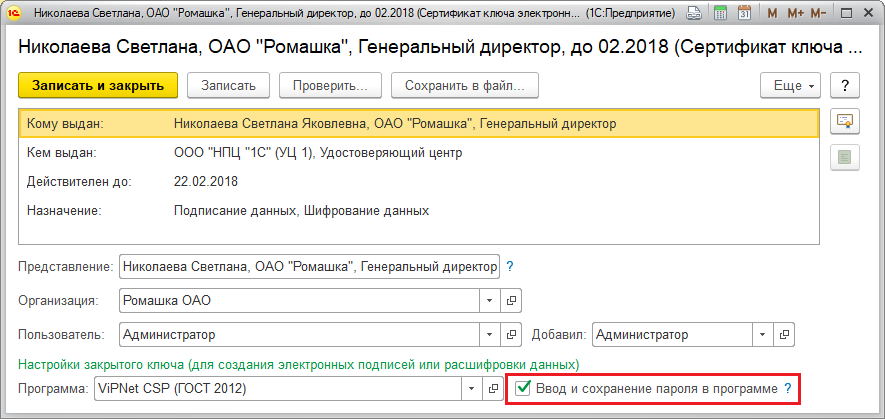 Николаева Светлана, ОАО "Ромашка", Генеральный директор, до 02.2018 (Сертификат ключа электронн... (1С:Предприятие) M M+ M-
Николаева Светлана, ОАО "Ромашка", Генеральный директор, до 02.2018 (Сертификат ключа ...
Записать и закрыть Записать Проверить... Сохранить в файл... Еще ?
Кому выдан: Николаева Светлана Яковлевна, ОАО "Ромашка", Генеральный директор
Кем выдан: ООО "НПЦ "1С" (УЦ 1), Удостоверяющий центр
Действителен до: 22.02.2018
Назначение: Подписание данных, Шифрование данных
Представление: Николаева Светлана, ОАО "Ромашка", Генеральный директор ?
Организация: Ромашка ОАО
Пользователь: Администратор Добавил: Администратор
Настройки закрытого ключа (для создания электронных подписей или расшифровки данных)
Программа: ViPNet CSP (ГОСТ 2012) Ввод и сохранение пароля в программе ?